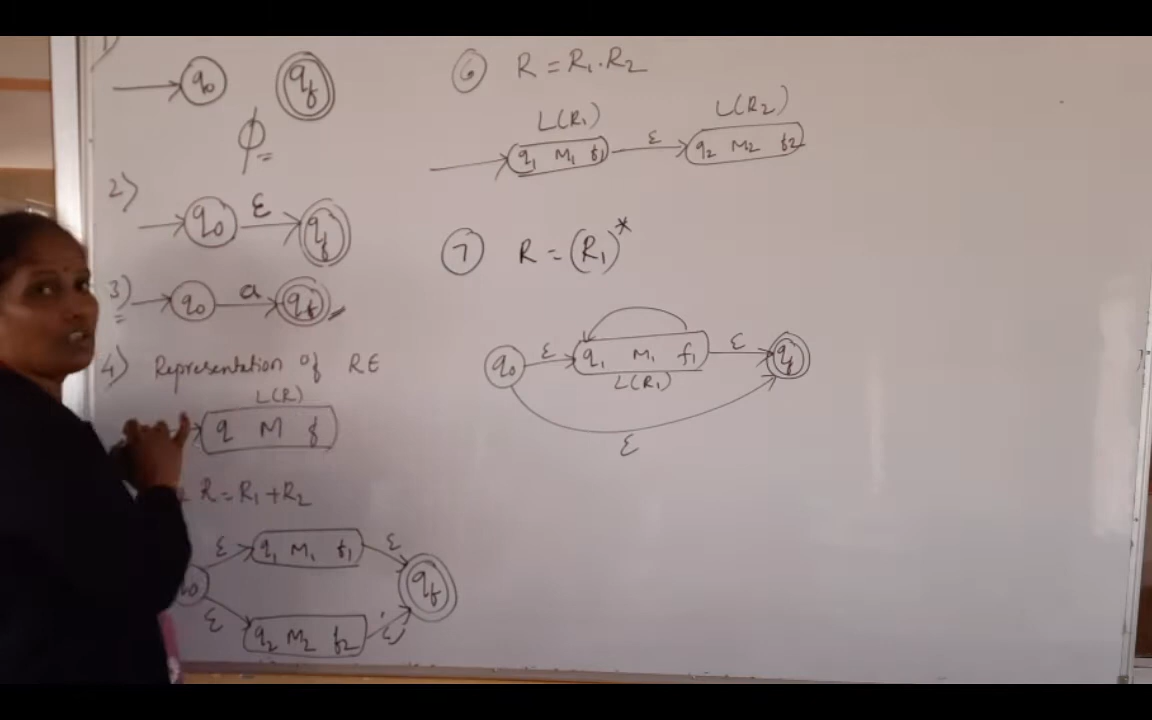 1)
q0 qf
ϕ
2)
q0 ε qf
3)
q0 a qf
4) Representation of RE
L(R)
q M f
R = R1 + R2
ε q1 M1 f1 ε
qf
ε q2 M2 f2 ε
⑥ R = R1 . R2
L(R1) L(R2)
q1 M1 f1 ε q2 M2 f2
⑦ R = (R1)*
q0 ε q1 M1 f1 ε qf
L(R1)
ε